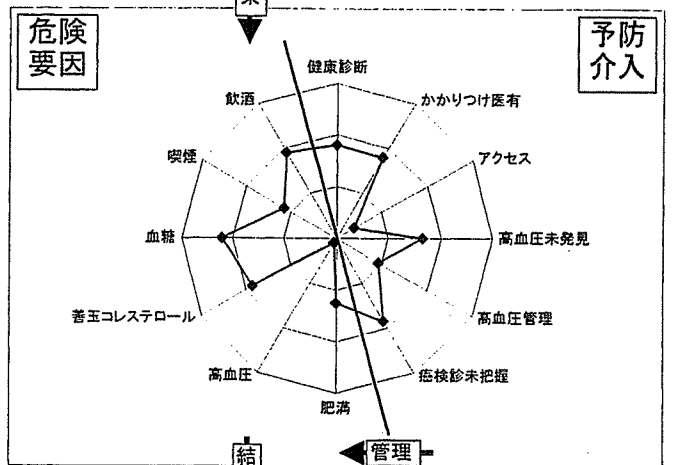 危険
要因
予防
介入
健康診断
飲酒
かかりつけ医有
喫煙
アクセス
血糖
高血圧未発見
善玉コレステロール
高血圧管理
高血圧
癌検診未把握
肥満
結
管理